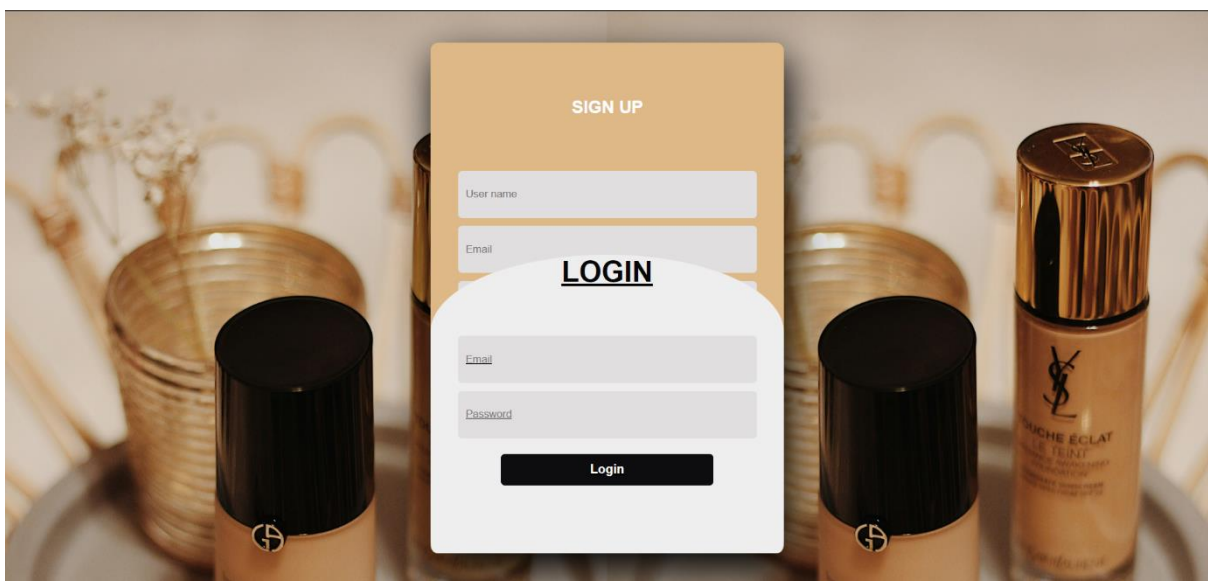 SIGN UP
User name
Email
LOGIN
Email
Password
Login
YSL
TOUCHE ÉCLAT
LE TEINT